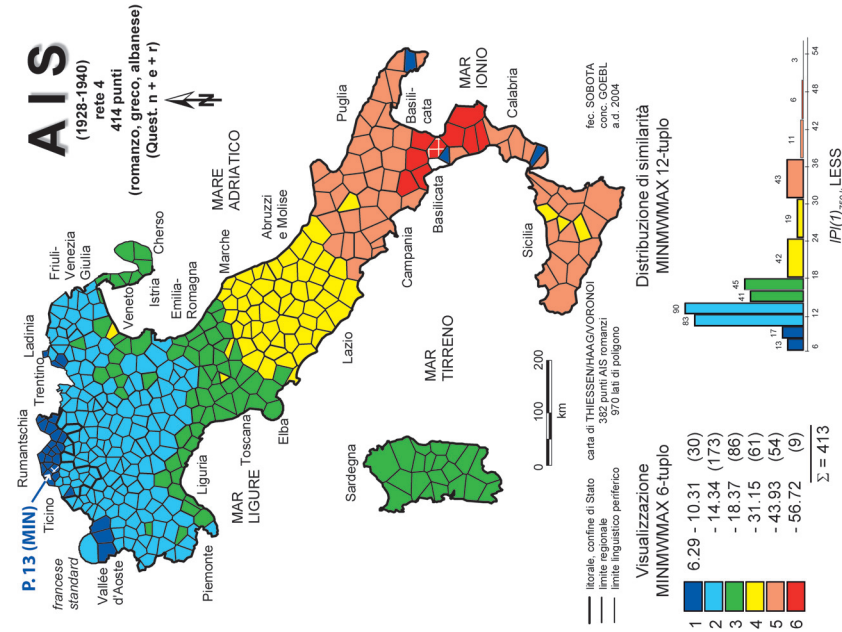 AIS
(1928-1940)
rete 4
414 punti
(romanzo, greco, albanese)
(Quest. n + e + r)
N
P.13 (MIN)
Rumantschia
Ticino
Trentino
Ladinia
Friuli-
Venezia
Giulia
francese
standard
Vallée
d'Aoste
Piemonte
Liguria
MAR
LIGURE
Toscana
Elba
Veneto
Istria
Cherso
Emilia-
Romagna
Marche
MARE
ADRIATICO
Abruzzi
e Molise
Lazio
Campania
Puglia
Basili-
cata
Basilicata
MAR
IONIO
Calabria
Sicilia
MAR
TIRRENO
Sardegna
fec. SOBOTA
conc. GOEBL
a.d. 2004
0 100 200
km
litorale, confine di Stato
limite regionale
limite linguistico periferico
carta di THIESSEN/HAAG/VORONOI
382 punti AIS romanzi
970 lati di poligono
Visualizzazione
MINMWMAX 6-tuplo
1 6.29 - 10.31 (30)
2 - 14.34 (173)
3 - 18.37 (86)
4 - 31.15 (61)
5 - 43.93 (54)
6 - 56.72 (9)
Σ = 413
Distribuzione di similarità
MINMWMAX 12-tuplo
13 17 83 90 41 45 42 19 43 11 6 3
6 12 18 24 30 36 42 48 54